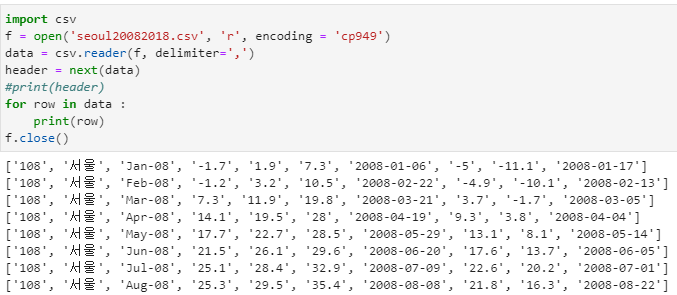 import csv
f = open('seoul20082018.csv', 'r', encoding = 'cp949')
data = csv.reader(f, delimiter=',')
header = next(data)
#print(header)
for row in data :
    print(row)
f.close()
['108', '서울', 'Jan-08', '-1.7', '1.9', '7.3', '2008-01-06', '-5', '-11.1', '2008-01-17']
['108', '서울', 'Feb-08', '-1.2', '3.2', '10.5', '2008-02-22', '-4.9', '-10.1', '2008-02-13']
['108', '서울', 'Mar-08', '7.3', '11.9', '19.8', '2008-03-21', '3.7', '-1.7', '2008-03-05']
['108', '서울', 'Apr-08', '14.1', '19.5', '28', '2008-04-19', '9.3', '3.8', '2008-04-04']
['108', '서울', 'May-08', '17.7', '22.7', '28.5', '2008-05-29', '13.1', '8.1', '2008-05-14']
['108', '서울', 'Jun-08', '21.5', '26.1', '29.6', '2008-06-20', '17.6', '13.7', '2008-06-05']
['108', '서울', 'Jul-08', '25.1', '28.4', '32.9', '2008-07-09', '22.6', '20.2', '2008-07-01']
['108', '서울', 'Aug-08', '25.3', '29.5', '35.4', '2008-08-08', '21.8', '16.3', '2008-08-22']